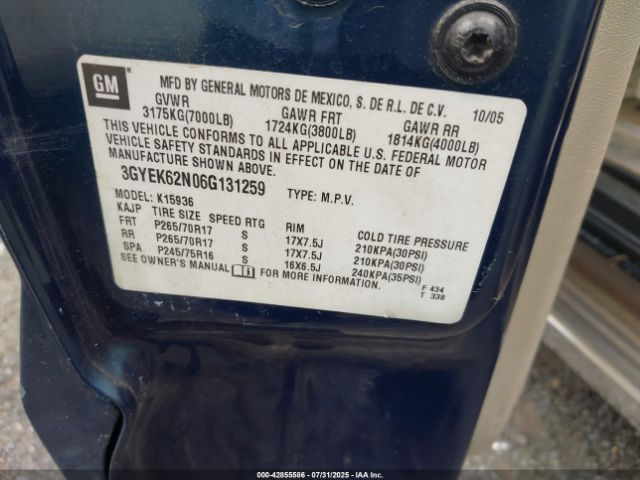 GM
MFD BY GENERAL MOTORS DE MEXICO, S. DE R.L. DE C.V. 10/05
GVWR GAWR FRT GAWR RR
3175KG(7000LB) 1724KG(3800LB) 1814KG(4000LB)
THIS VEHICLE CONFORMS TO ALL APPLICABLE U.S. FEDERAL MOTOR
VEHICLE SAFETY STANDARDS IN EFFECT ON THE DATE OF
MANUFACTURE SHOWN ABOVE.
3GYEK62N06G131259 TYPE: M.P.V.
MODEL: K15936
KAJP TIRE SIZE SPEED RTG RIM COLD TIRE PRESSURE
FRT P265/70R17 S 17X7.5J 210KPA(30PSI)
RR P265/70R17 S 17X7.5J 210KPA(30PSI)
SPA P245/75R16 S 16X6.5J 240KPA(35PSI)
SEE OWNER'S MANUAL FOR MORE INFORMATION.
F 434
T 338
000-42855586 07/31/2025 IAA Inc.